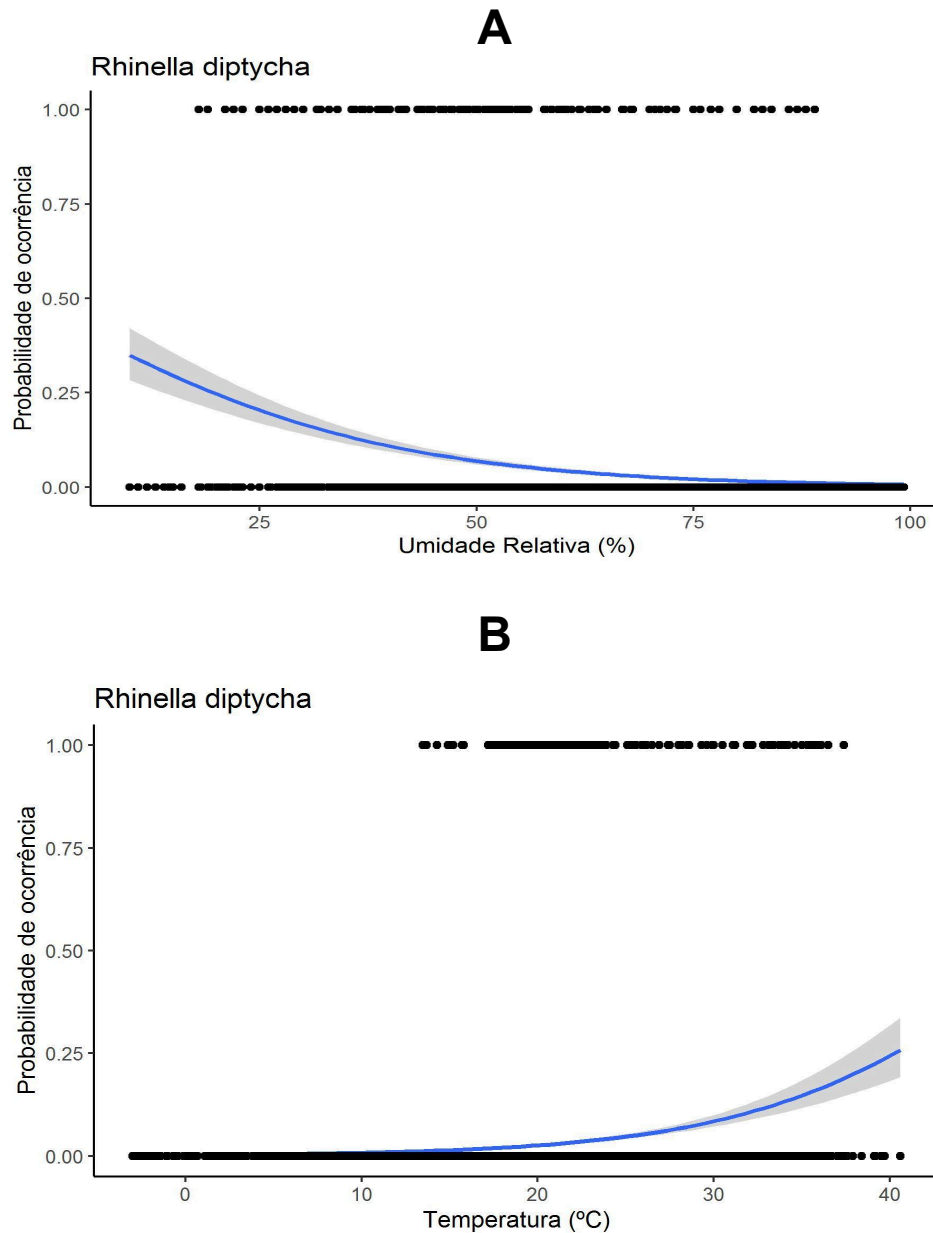 A
Rhinella diptycha
1.00
0.75
0.50
0.25
0.00
Probabilidade de ocorrência
25 50 75 100
Umidade Relativa (%)
B
Rhinella diptycha
1.00
0.75
0.50
0.25
0.00
Probabilidade de ocorrência
0 10 20 30 40
Temperatura (ºC)